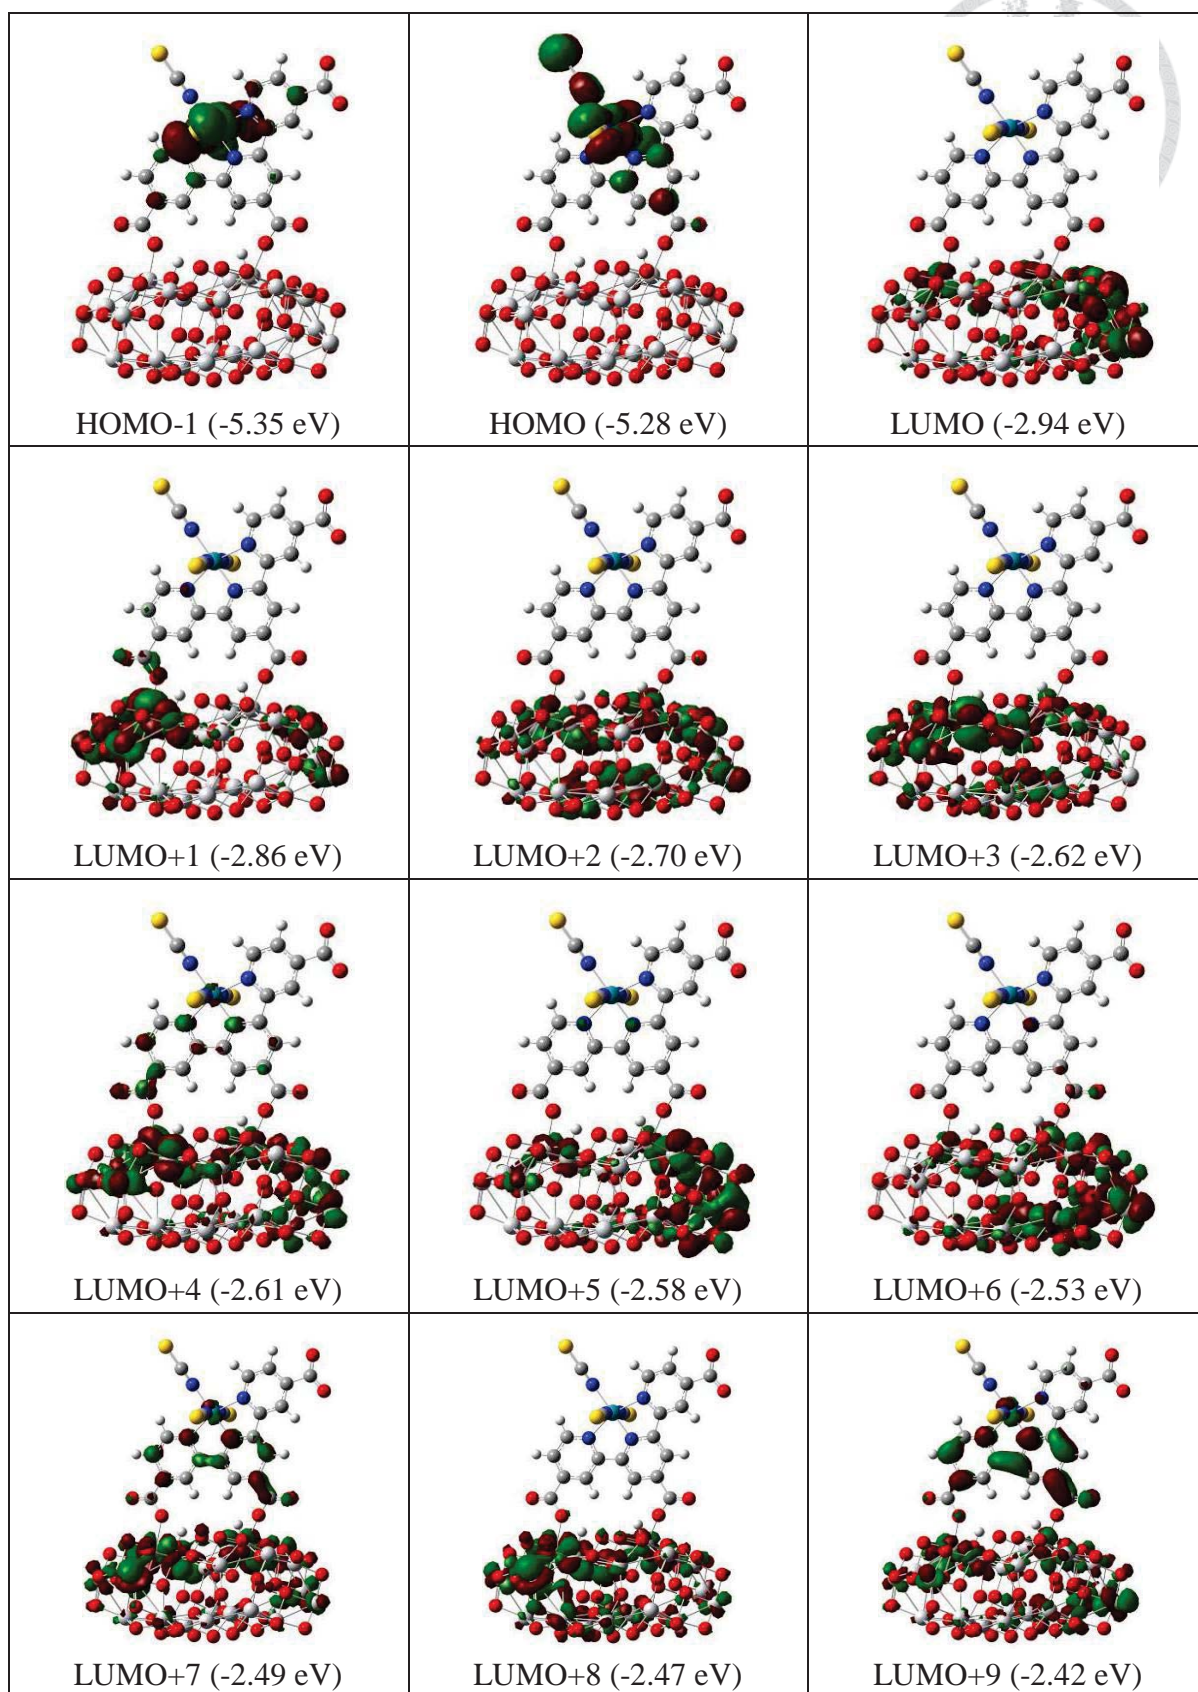 HOMO-1 (-5.35 eV)
HOMO (-5.28 eV)
LUMO (-2.94 eV)
LUMO+1 (-2.86 eV)
LUMO+2 (-2.70 eV)
LUMO+3 (-2.62 eV)
LUMO+4 (-2.61 eV)
LUMO+5 (-2.58 eV)
LUMO+6 (-2.53 eV)
LUMO+7 (-2.49 eV)
LUMO+8 (-2.47 eV)
LUMO+9 (-2.42 eV)